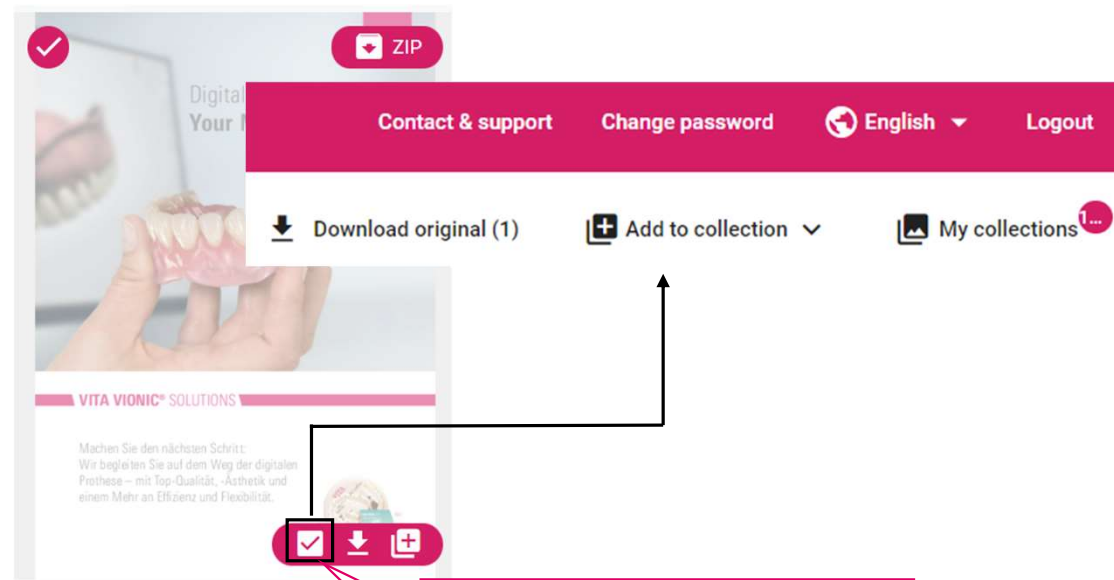 ZIP
Digital
Your
Contact & support Change password English Logout
Download original (1) Add to collection My collections 1...
VITA VIONIC® SOLUTIONS
Machen Sie den nächsten Schritt:
Wir begleiten Sie auf dem Weg der digitalen
Prothese – mit Top-Qualität, -Ästhetik und
einem Mehr an Effizienz und Flexibilität.